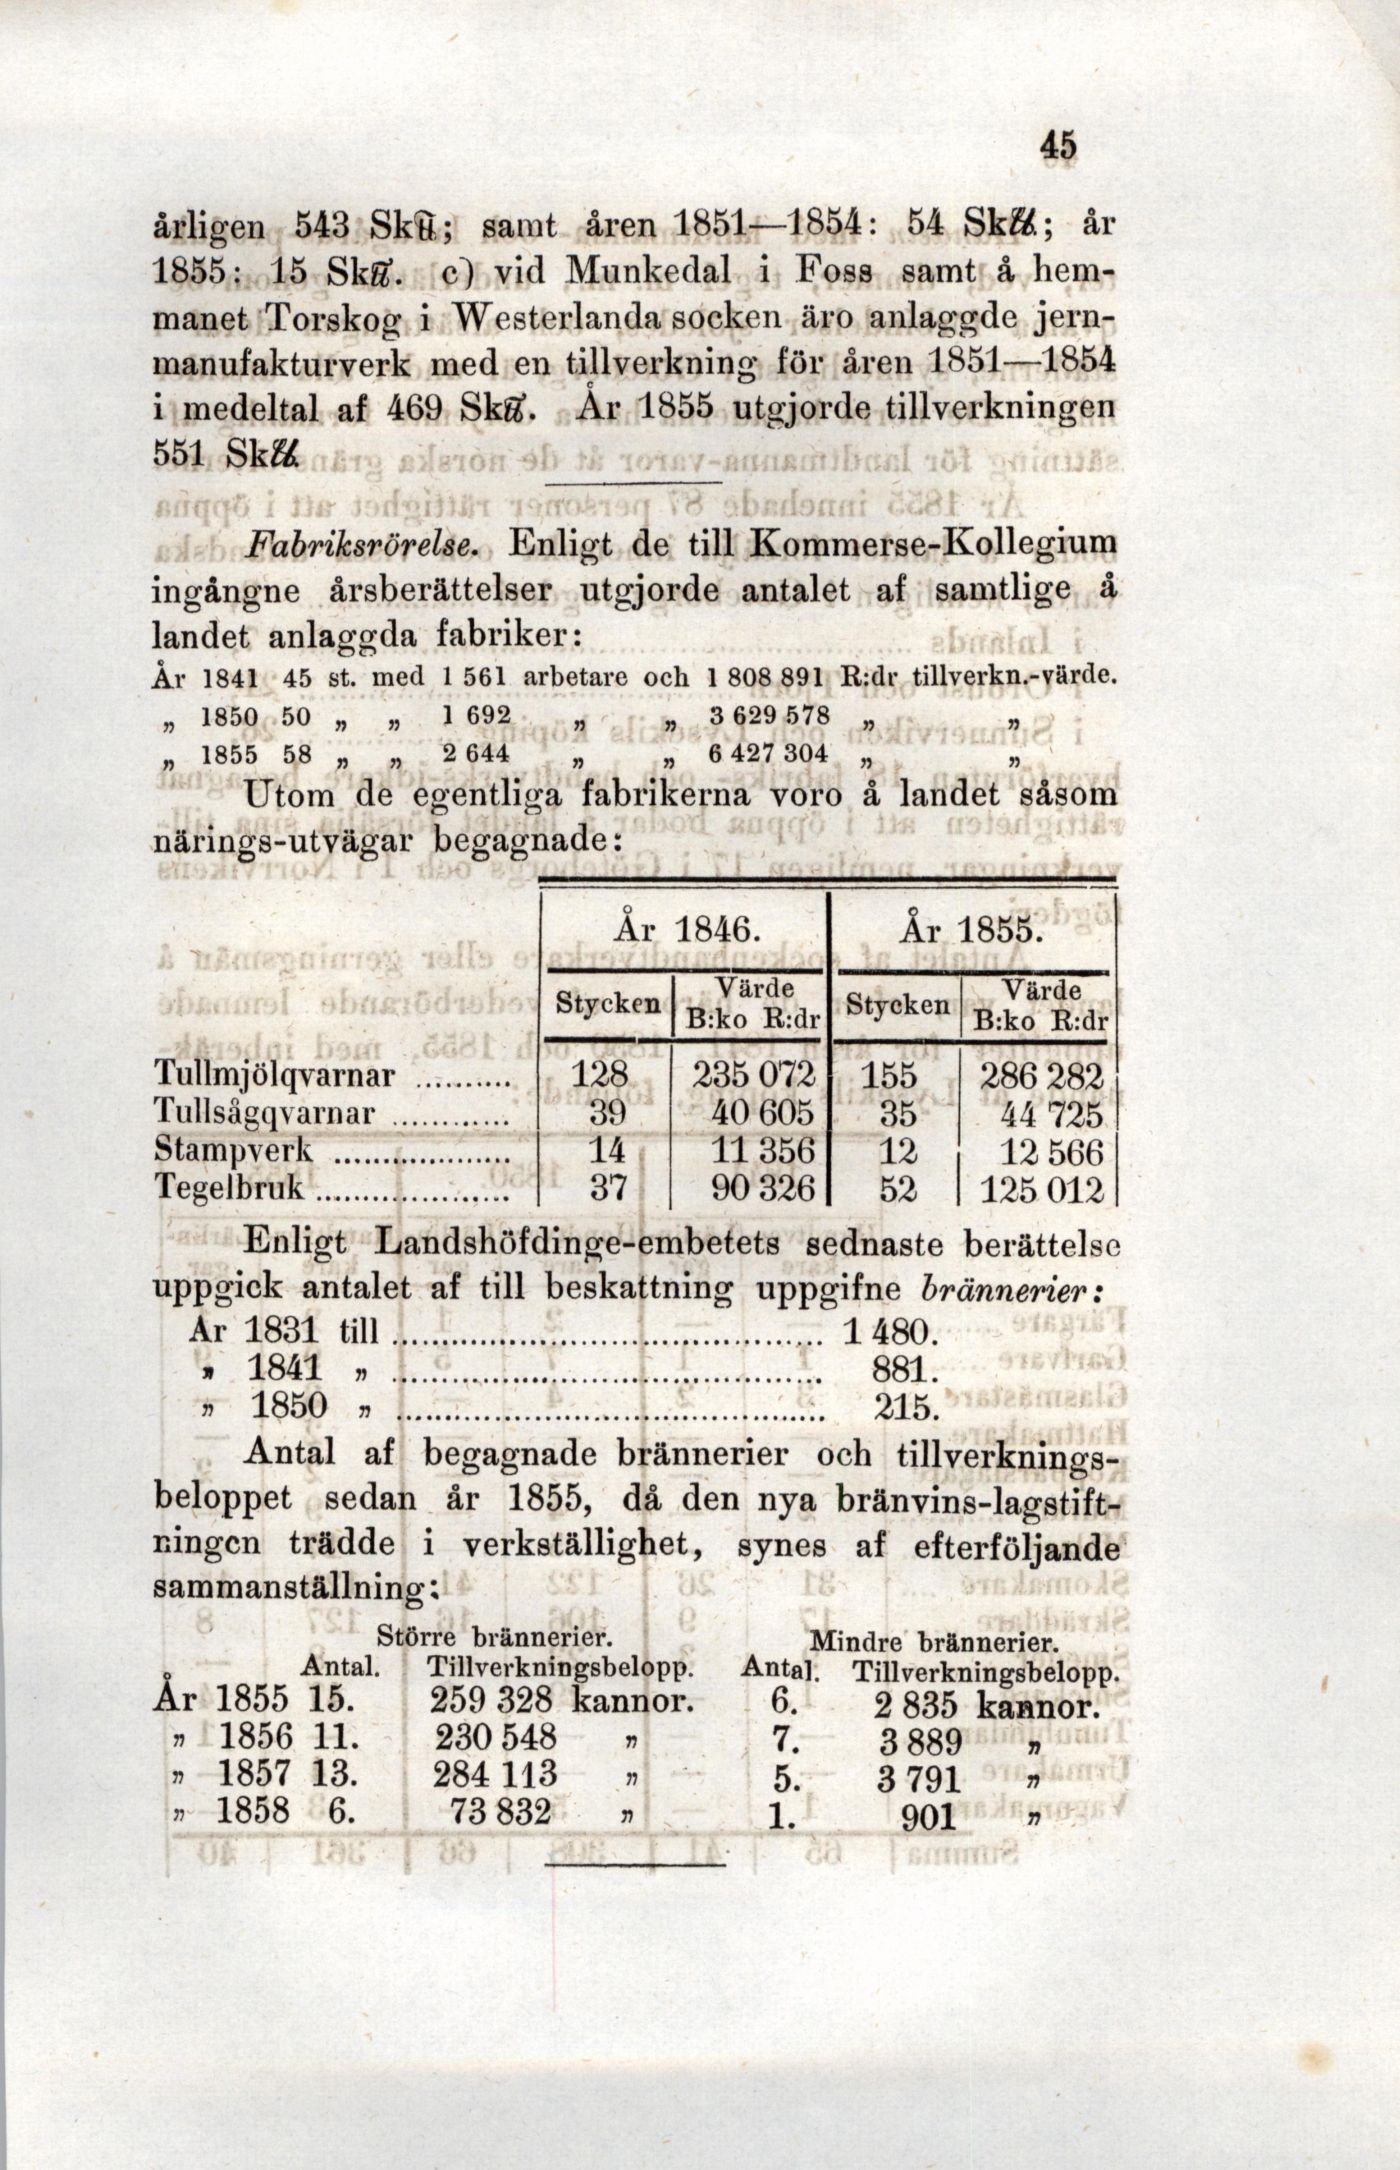 45
årligen 543 Sk℔; samt åren 1851—1854: 54 Sk℔; år
1855: 15 Sk℔. c) vid Munkedal i Foss samt å hem-
manet Torskog i Westerlanda socken äro anlaggde jern-
manufakturverk med en tillverkning för åren 1851—1854
i medeltal af 469 Sk℔. År 1855 utgjorde tillverkningen
551 Sk℔.
Fabriksrörelse. Enligt de till Kommerse-Kollegium
ingångne årsberättelser utgjorde antalet af samtlige å
landet anlaggda fabriker:
År 1841 45 st. med 1 561 arbetare och 1 808 891 R:dr tillverkn.-värde.
„ 1850 50 „ „ 1 692 „ „ 3 629 578 „ „
„ 1855 58 „ „ 2 644 „ „ 6 427 304 „ „
Utom de egentliga fabrikerna voro å landet såsom
närings-utvägar begagnade:
År 1846. År 1855.
Stycken Värde B:ko R:dr Stycken Värde B:ko R:dr
Tullmjölqvarnar .......... 128 235 072 155 286 282
Tullsågqvarnar ............ 39 40 605 35 44 725
Stampverk .................. 14 11 356 12 12 566
Tegelbruk .................... 37 90 326 52 125 012
Enligt Landshöfdinge-embetets sednaste berättelse
uppgick antalet af till beskattning uppgifne brännerier:
År 1831 till ............................................ 1 480.
„ 1841 „ ............................................ 881.
„ 1850 „ ............................................ 215.
Antal af begagnade brännerier och tillverknings-
beloppet sedan år 1855, då den nya bränvins-lagstift-
ningen trädde i verkställighet, synes af efterföljande
sammanställning:
Större brännerier. Mindre brännerier.
Antal. Tillverkningsbelopp. Antal. Tillverkningsbelopp.
År 1855 15. 259 328 kannor. 6. 2 835 kannor.
„ 1856 11. 230 548 „ 7. 3 889 „
„ 1857 13. 284 113 „ 5. 3 791 „
„ 1858 6. 73 832 „ 1. 901 „